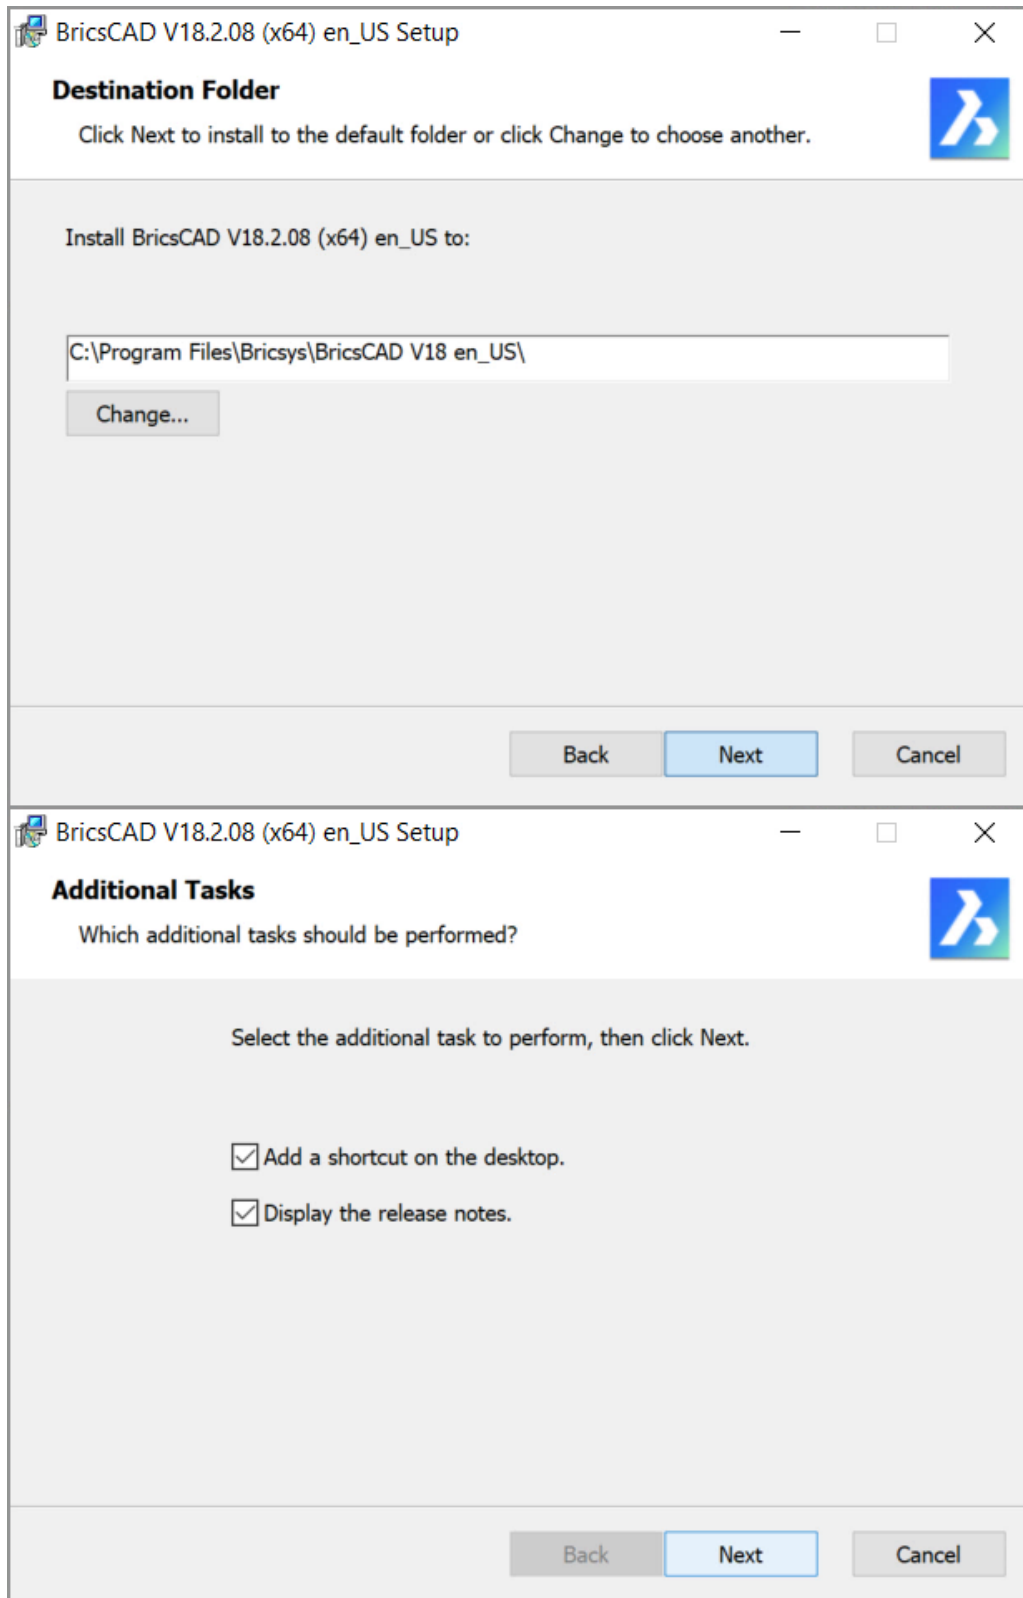 BricsCAD V18.2.08 (x64) en_US Setup
Destination Folder
Click Next to install to the default folder or click Change to choose another.
Install BricsCAD V18.2.08 (x64) en_US to:
C:\Program Files\Bricsys\BricsCAD V18 en_US\
Change...
Back Next Cancel
BricsCAD V18.2.08 (x64) en_US Setup
Additional Tasks
Which additional tasks should be performed?
Select the additional task to perform, then click Next.
Add a shortcut on the desktop.
Display the release notes.
Back Next Cancel